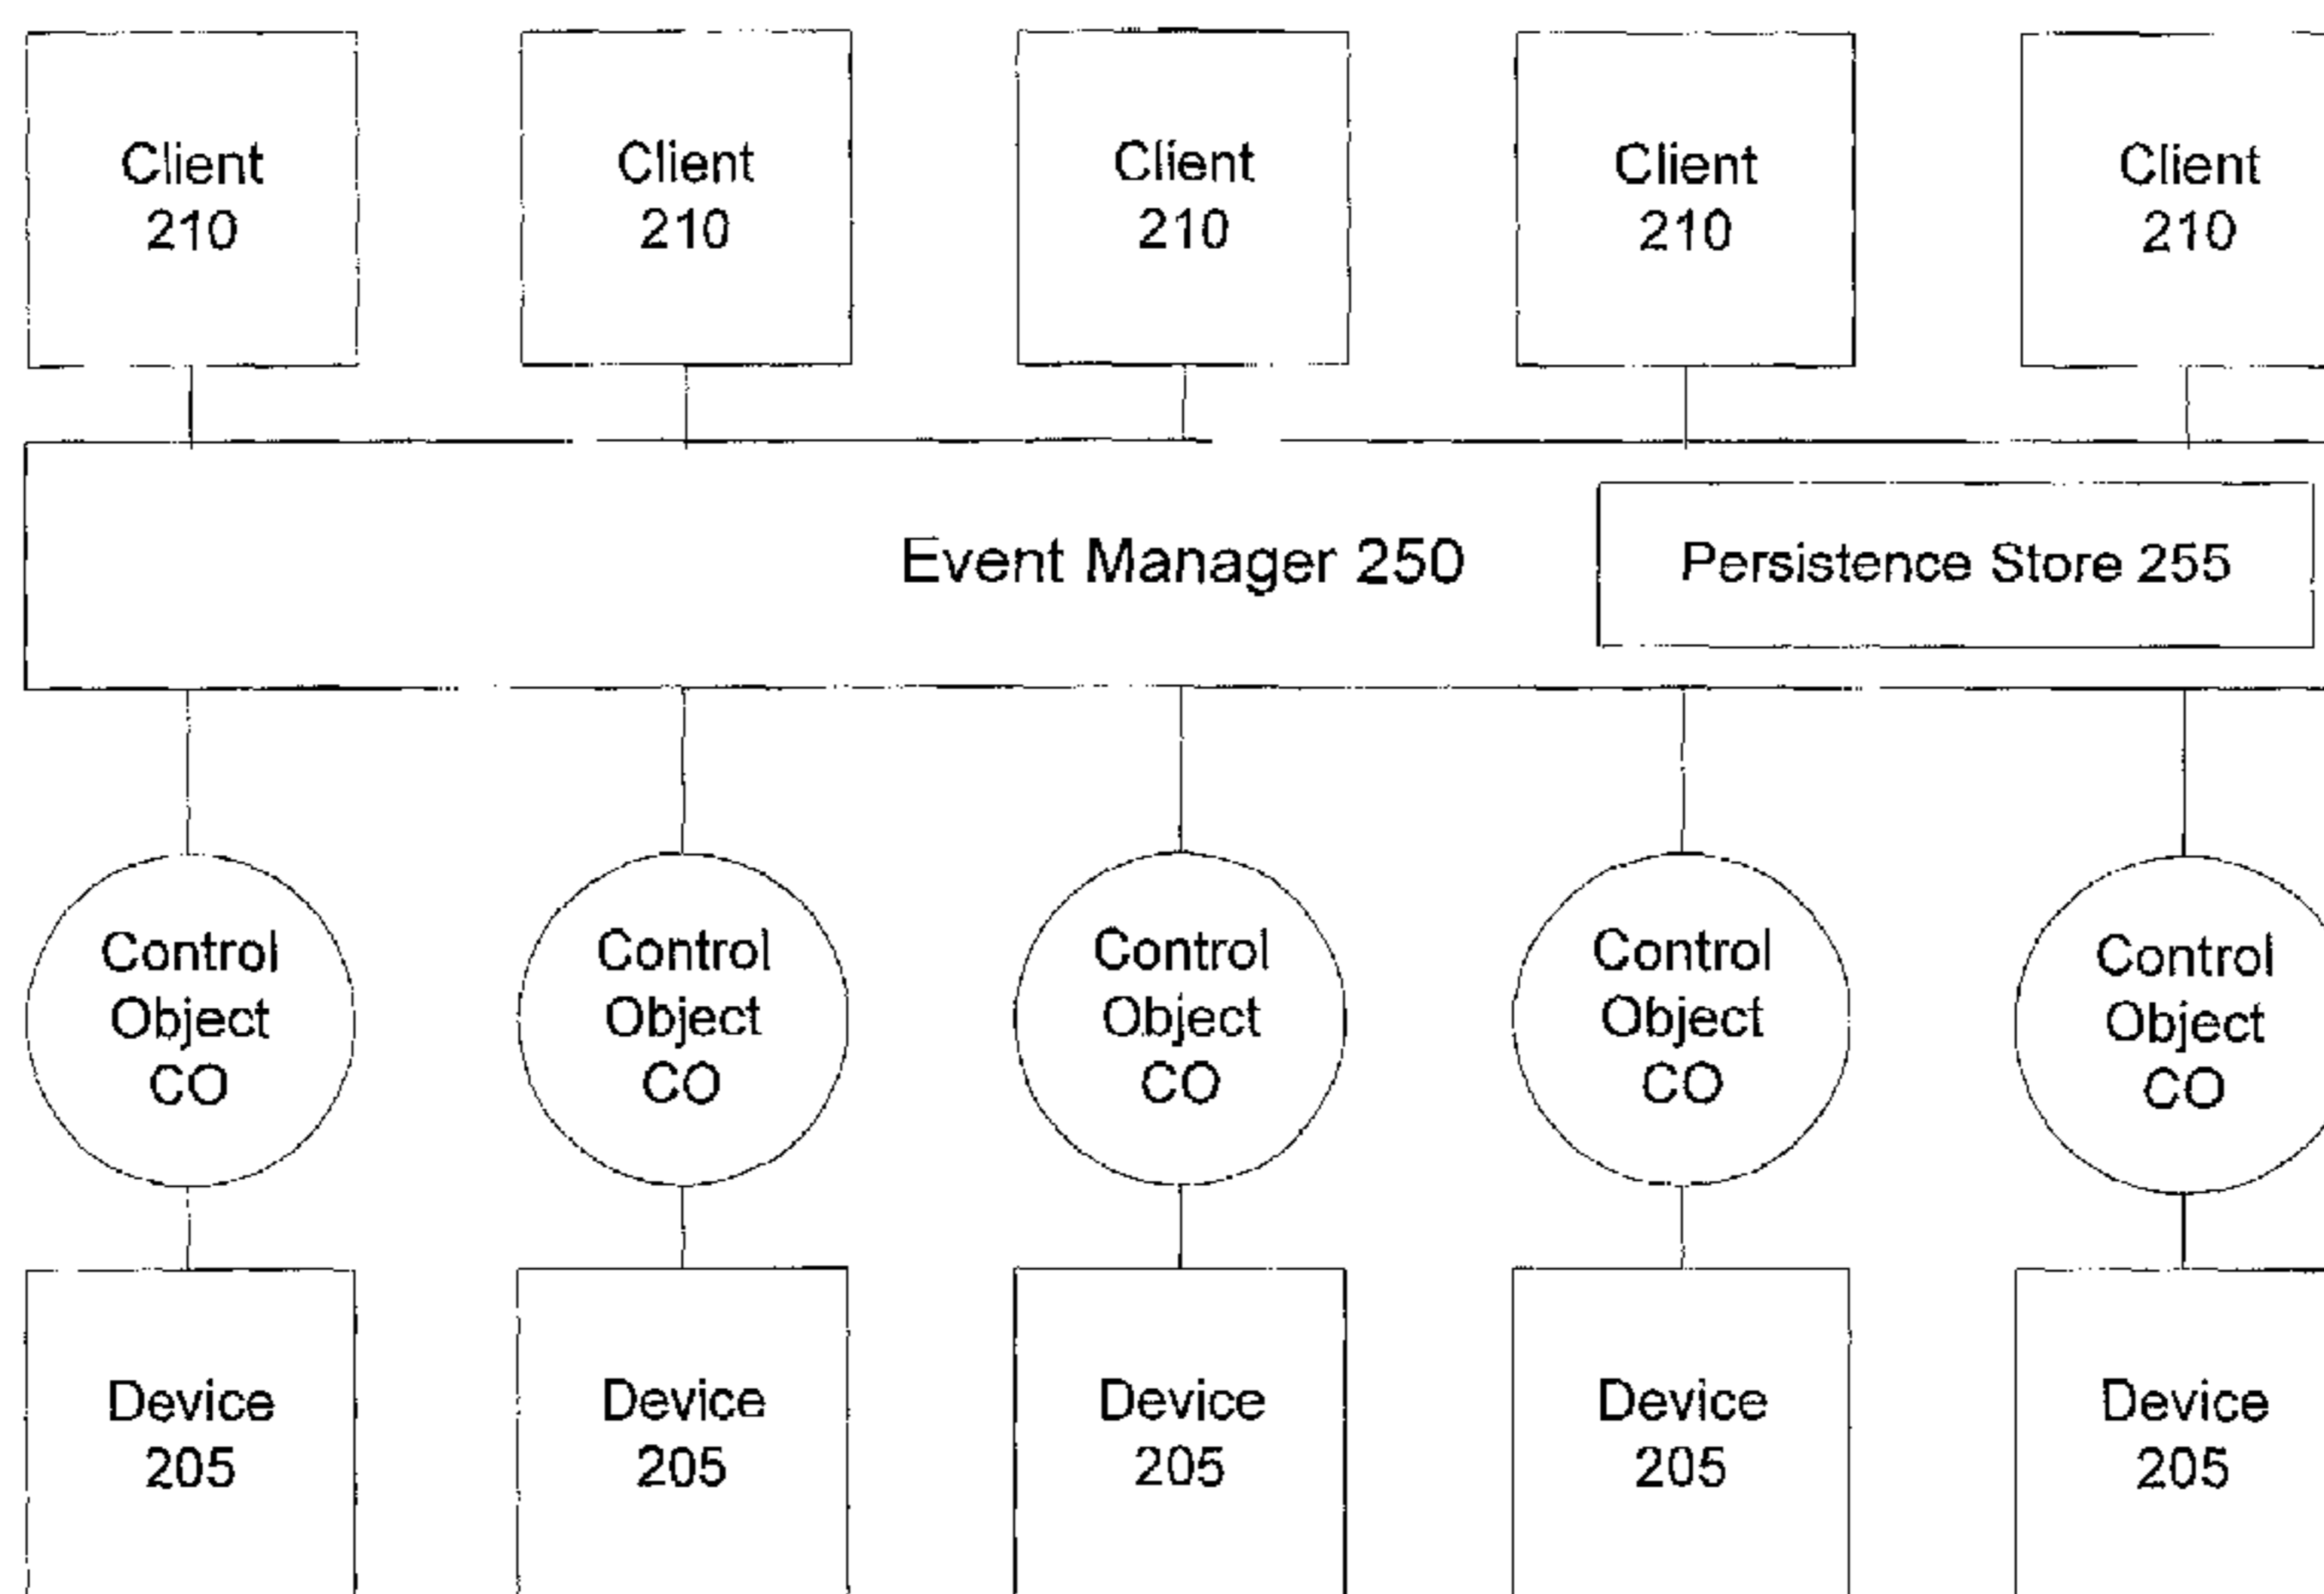 Client
210
Client
210
Client
210
Client
210
Client
210
Event Manager 250
Persistence Store 255
Control
Object
CO
Control
Object
CO
Control
Object
CO
Control
Object
CO
Control
Object
CO
Device
205
Device
205
Device
205
Device
205
Device
205